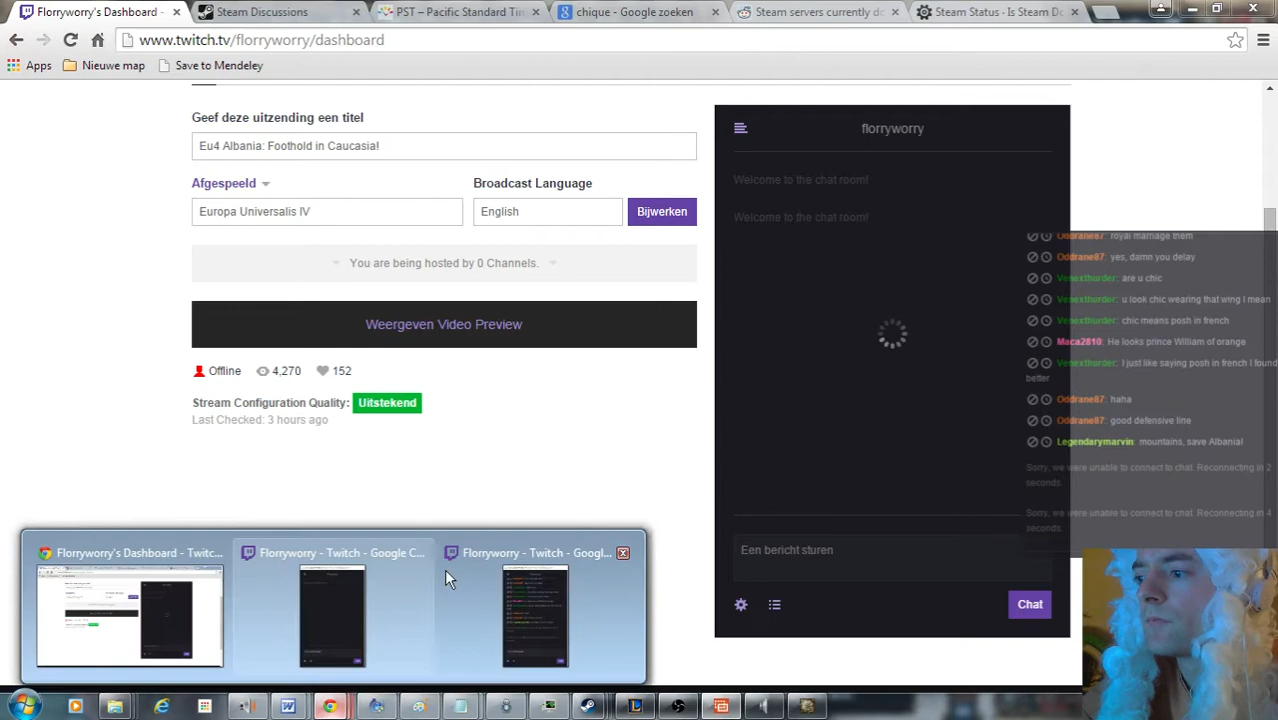 Florryworry's Dashboard -
Steam Discussions
PST – Pacific Standard Tin
chique - Google zoeken
Steam servers currently do
Steam Status - Is Steam Do
www.twitch.tv/florryworry/dashboard
Apps
Nieuwe map
Save to Mendeley
Geef deze uitzending een titel
Eu4 Albania: Foothold in Caucasia!
Afgespeeld
Broadcast Language
Europa Universalis IV
English
Bijwerken
You are being hosted by 0 Channels.
Weergeven Video Preview
Offline
4,270
152
Stream Configuration Quality: Uitstekend
Last Checked: 3 hours ago
florryworry
Welcome to the chat room!
Welcome to the chat room!
Oddrane87: royal marriage them
Oddrane87: yes, damn you delay
Venexthurder: are u chic
Venexthurder: u look chic wearing that wing I mean
Venexthurder: chic means posh in french
Maca2810: He looks prince William of orange
Venexthurder: I just like saying posh in french I found
better
Oddrane87: haha
Oddrane87: good defensive line
Legendarymarvin: mountains, save Albania!
Sorry, we were unable to connect to chat. Reconnecting in 2
seconds.
Sorry, we were unable to connect to chat. Reconnecting in 4
seconds.
Een bericht sturen
Chat
Florryworry's Dashboard - Twitc...
Florryworry - Twitch - Google C...
Florryworry - Twitch - Googl...